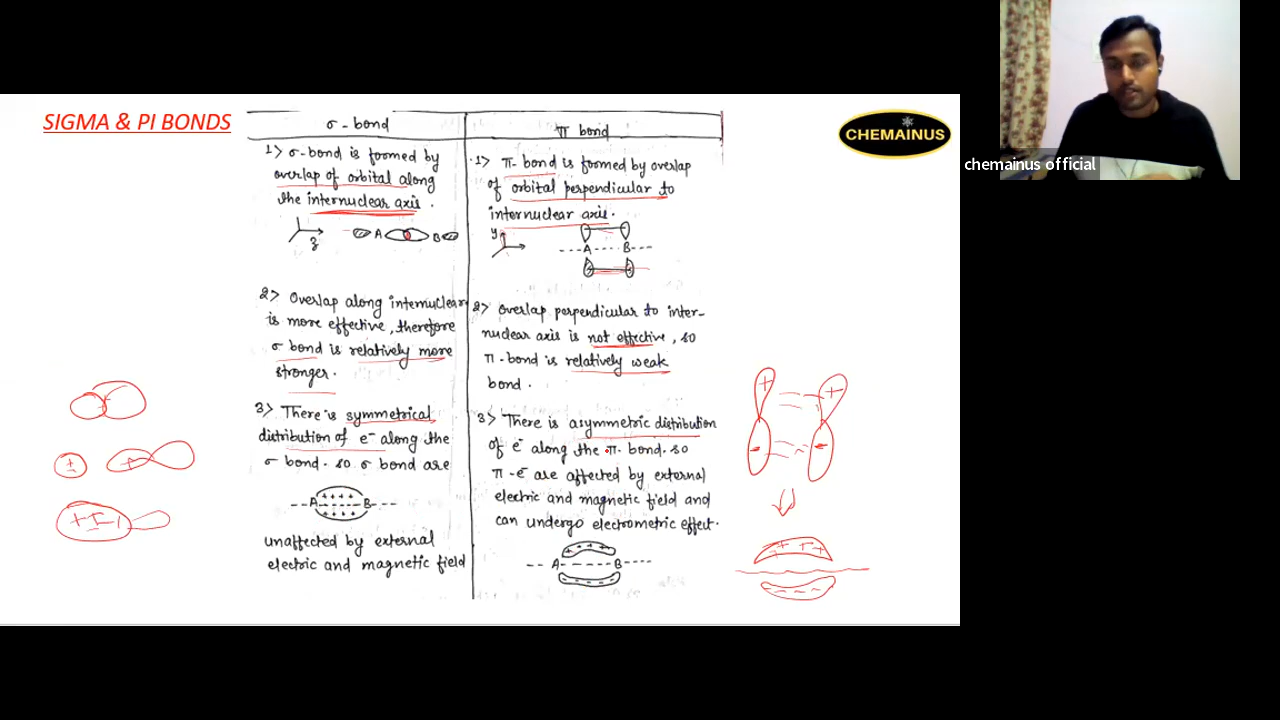 SIGMA & PI BONDS
σ-bond
1> σ-bond is foomed by
overlap of orbital along
the internuclear axis.
z
A B
2> Overlap along internuclear
is more effective, therefore
σ bond is relatively more
stronger.
3> There is symmetrical
distribution of e⁻ along the
σ bond. so σ bond are
A ++++ B
++++
unaffected by external
electric and magnetic field
π bond
1> π-bond is foomed by overlap
of orbital perpendicular to
internuclear axis.
y
A B
2> Overlap perpendicular to inter-
nuclear axis is not effective, so
π-bond is relatively weak
bond.
3> There is asymmetric distribution
of e⁻ along the π-bond. so
π-e⁻ are affected by external
electric and magnetic field and
can undergo electrometric effect.
+ + + +
A B
- - - -
+ +
- -
+ + + +
- - - -
CHEMAINUS
chemainus official